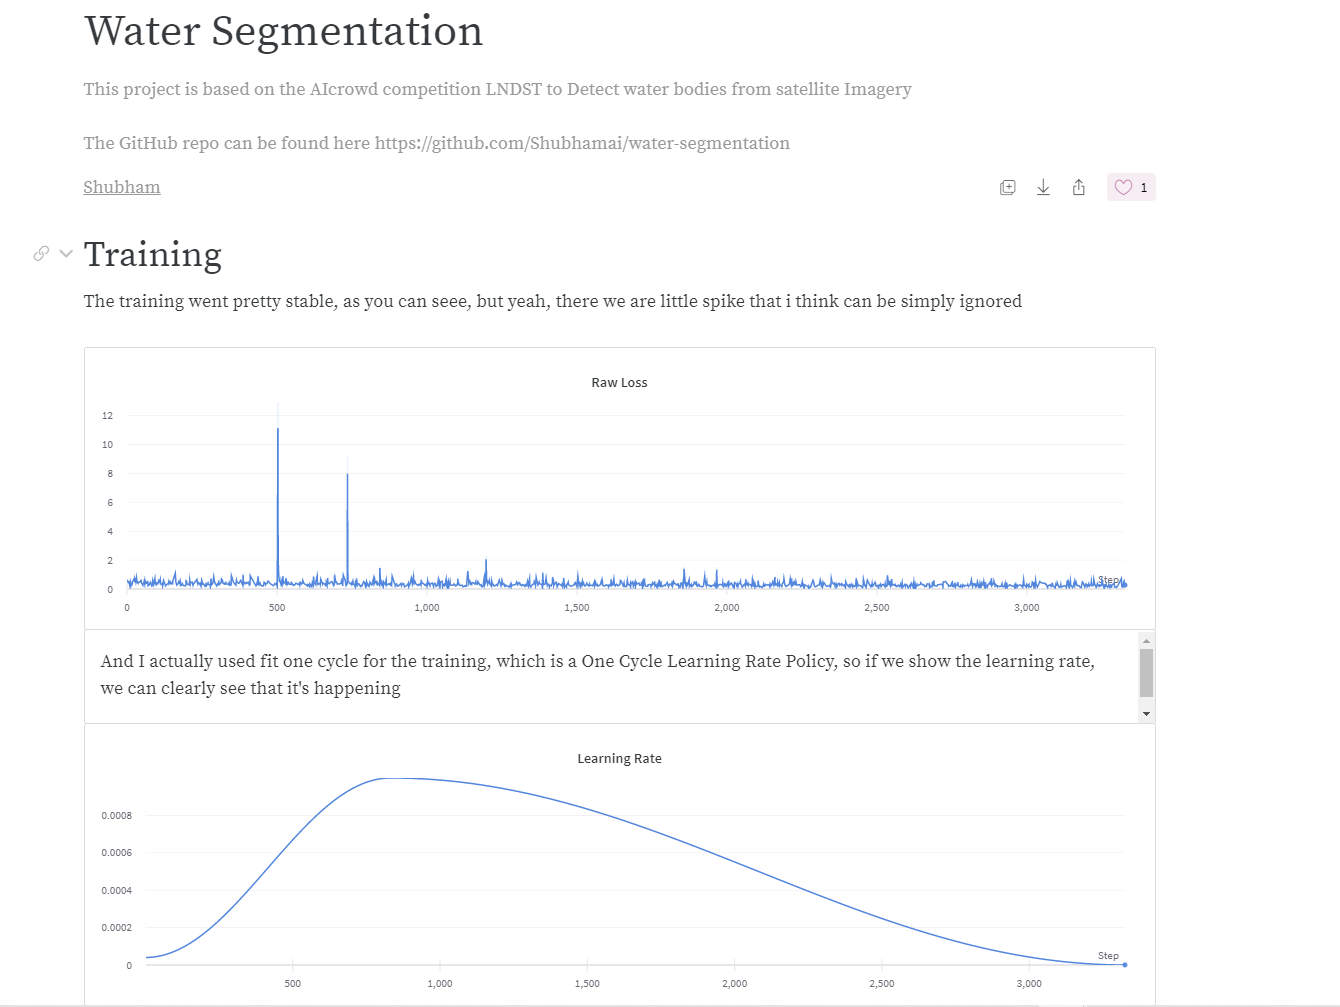 Water Segmentation
This project is based on the AIcrowd competition LNDST to Detect water bodies from satellite Imagery
The GitHub repo can be found here https://github.com/Shubhamai/water-segmentation
Shubham
1
Training
The training went pretty stable, as you can seee, but yeah, there we are little spike that i think can be simply ignored
Raw Loss
12
10
8
6
4
2
0
Step
0 500 1,000 1,500 2,000 2,500 3,000
And I actually used fit one cycle for the training, which is a One Cycle Learning Rate Policy, so if we show the learning rate,
we can clearly see that it's happening
Learning Rate
0.0008
0.0006
0.0004
0.0002
Step
0
500 1,000 1,500 2,000 2,500 3,000